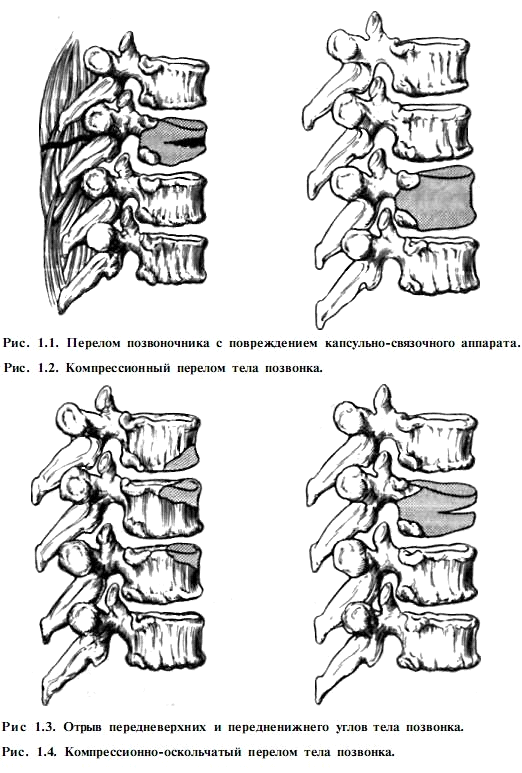 Рис. 1.1. Перелом позвоночника с повреждением капсульно-связочного аппарата.
Рис. 1.2. Компрессионный перелом тела позвонка.
Рис 1.3. Отрыв передневерхних и передненижнего углов тела позвонка.
Рис. 1.4. Компрессионно-оскольчатый перелом тела позвонка.